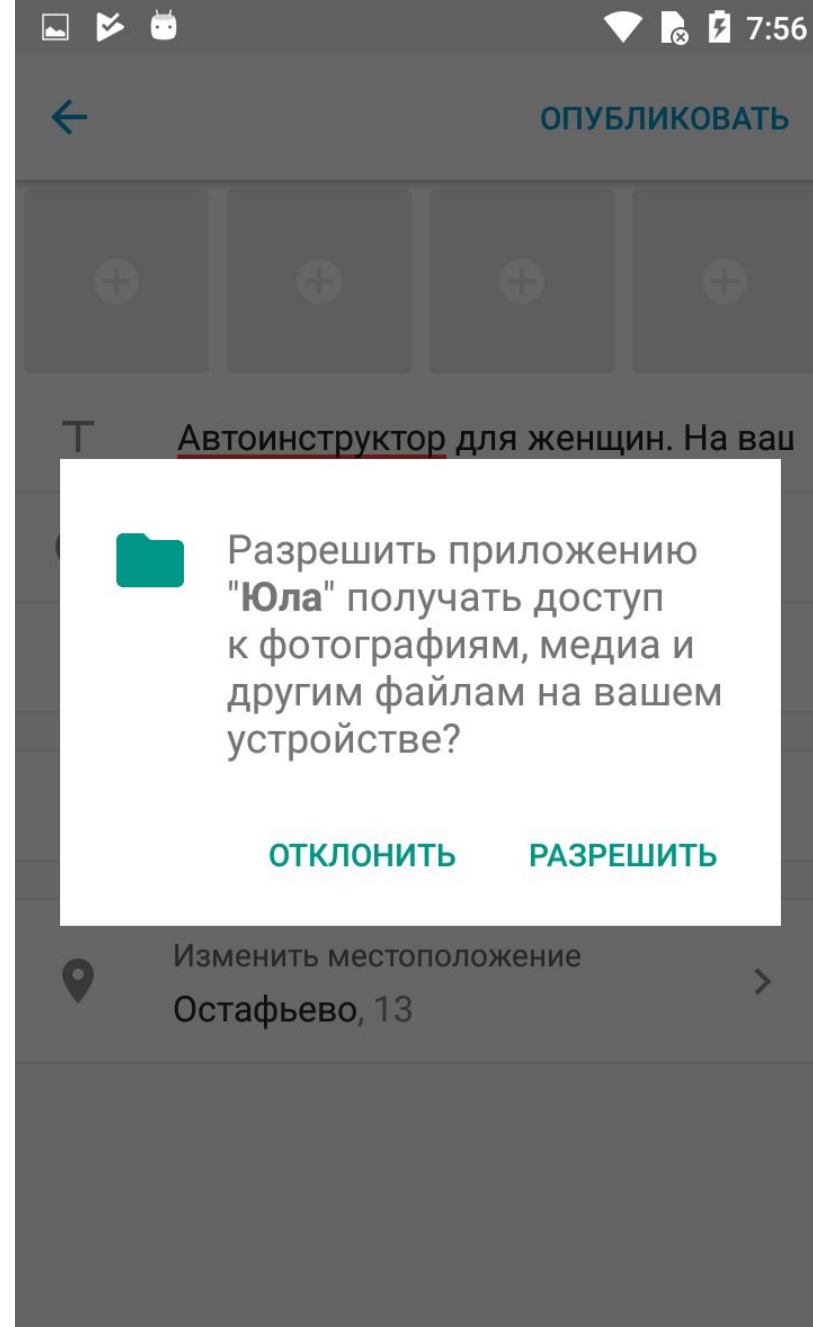 7:56
ОПУБЛИКОВАТЬ
Автоинструктор для женщин. На ваш
Разрешить приложению
"Юла" получать доступ
к фотографиям, медиа и
другим файлам на вашем
устройстве?
ОТКЛОНИТЬ РАЗРЕШИТЬ
Изменить местоположение
Остафьево, 13